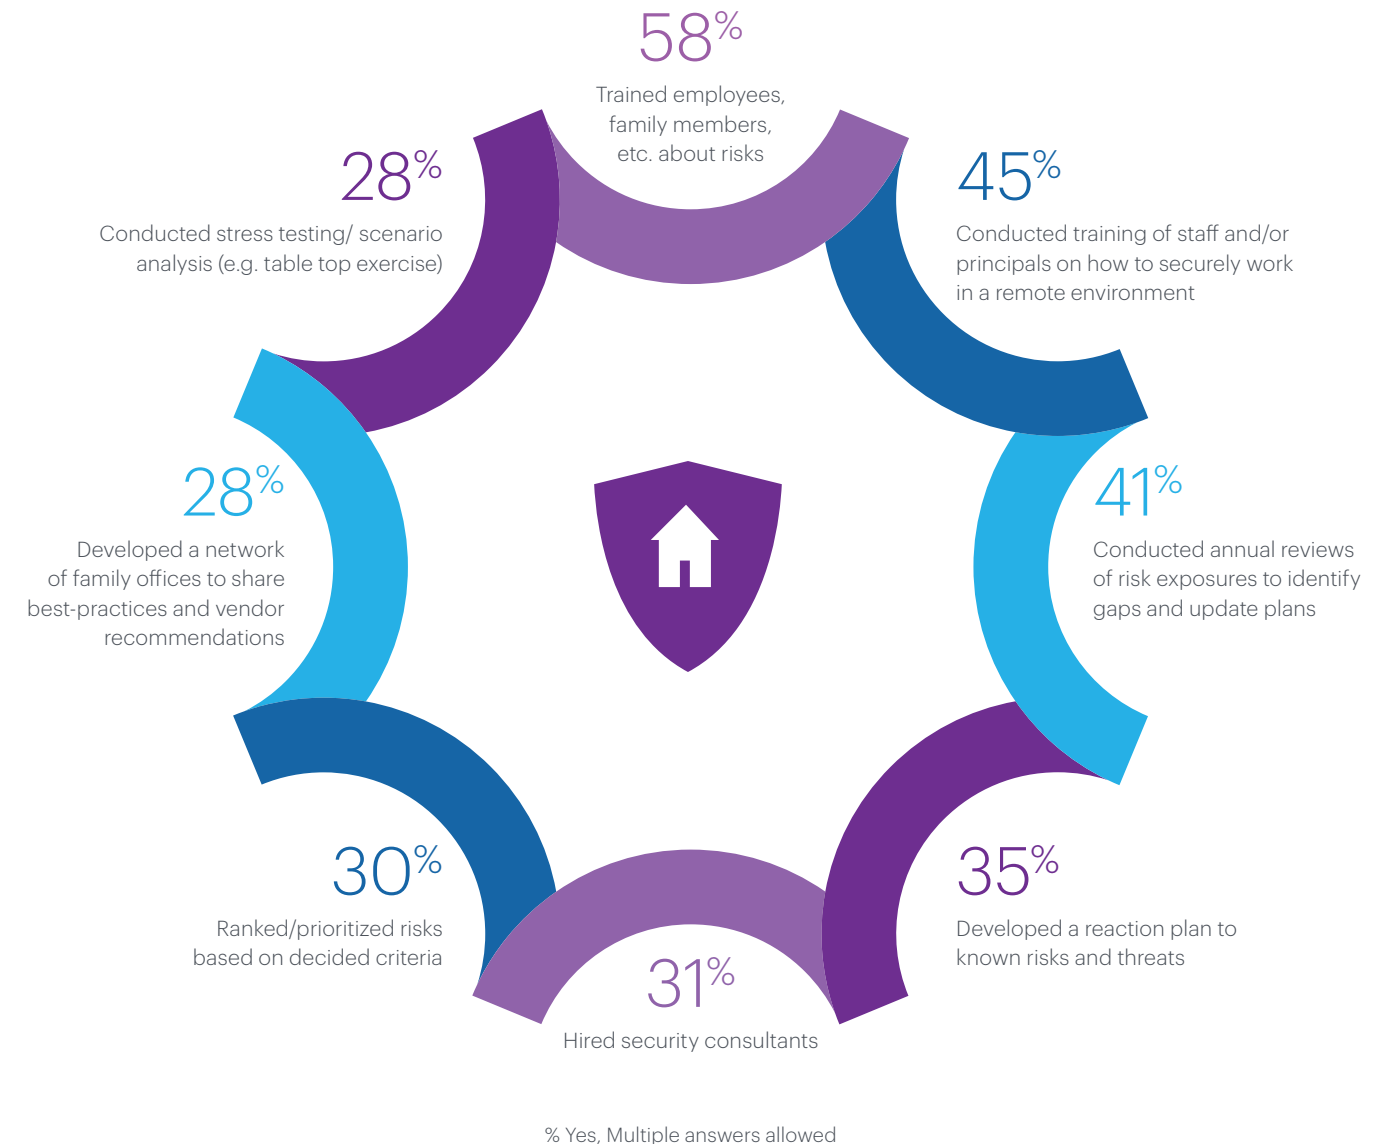 58%
Trained employees,
family members,
etc. about risks
45%
Conducted training of staff and/or
principals on how to securely work
in a remote environment
41%
Conducted annual reviews
of risk exposures to identify
gaps and update plans
35%
Developed a reaction plan to
known risks and threats
31%
Hired security consultants
30%
Ranked/prioritized risks
based on decided criteria
28%
Developed a network
of family offices to share
best-practices and vendor
recommendations
28%
Conducted stress testing/ scenario
analysis (e.g. table top exercise)
% Yes, Multiple answers allowed